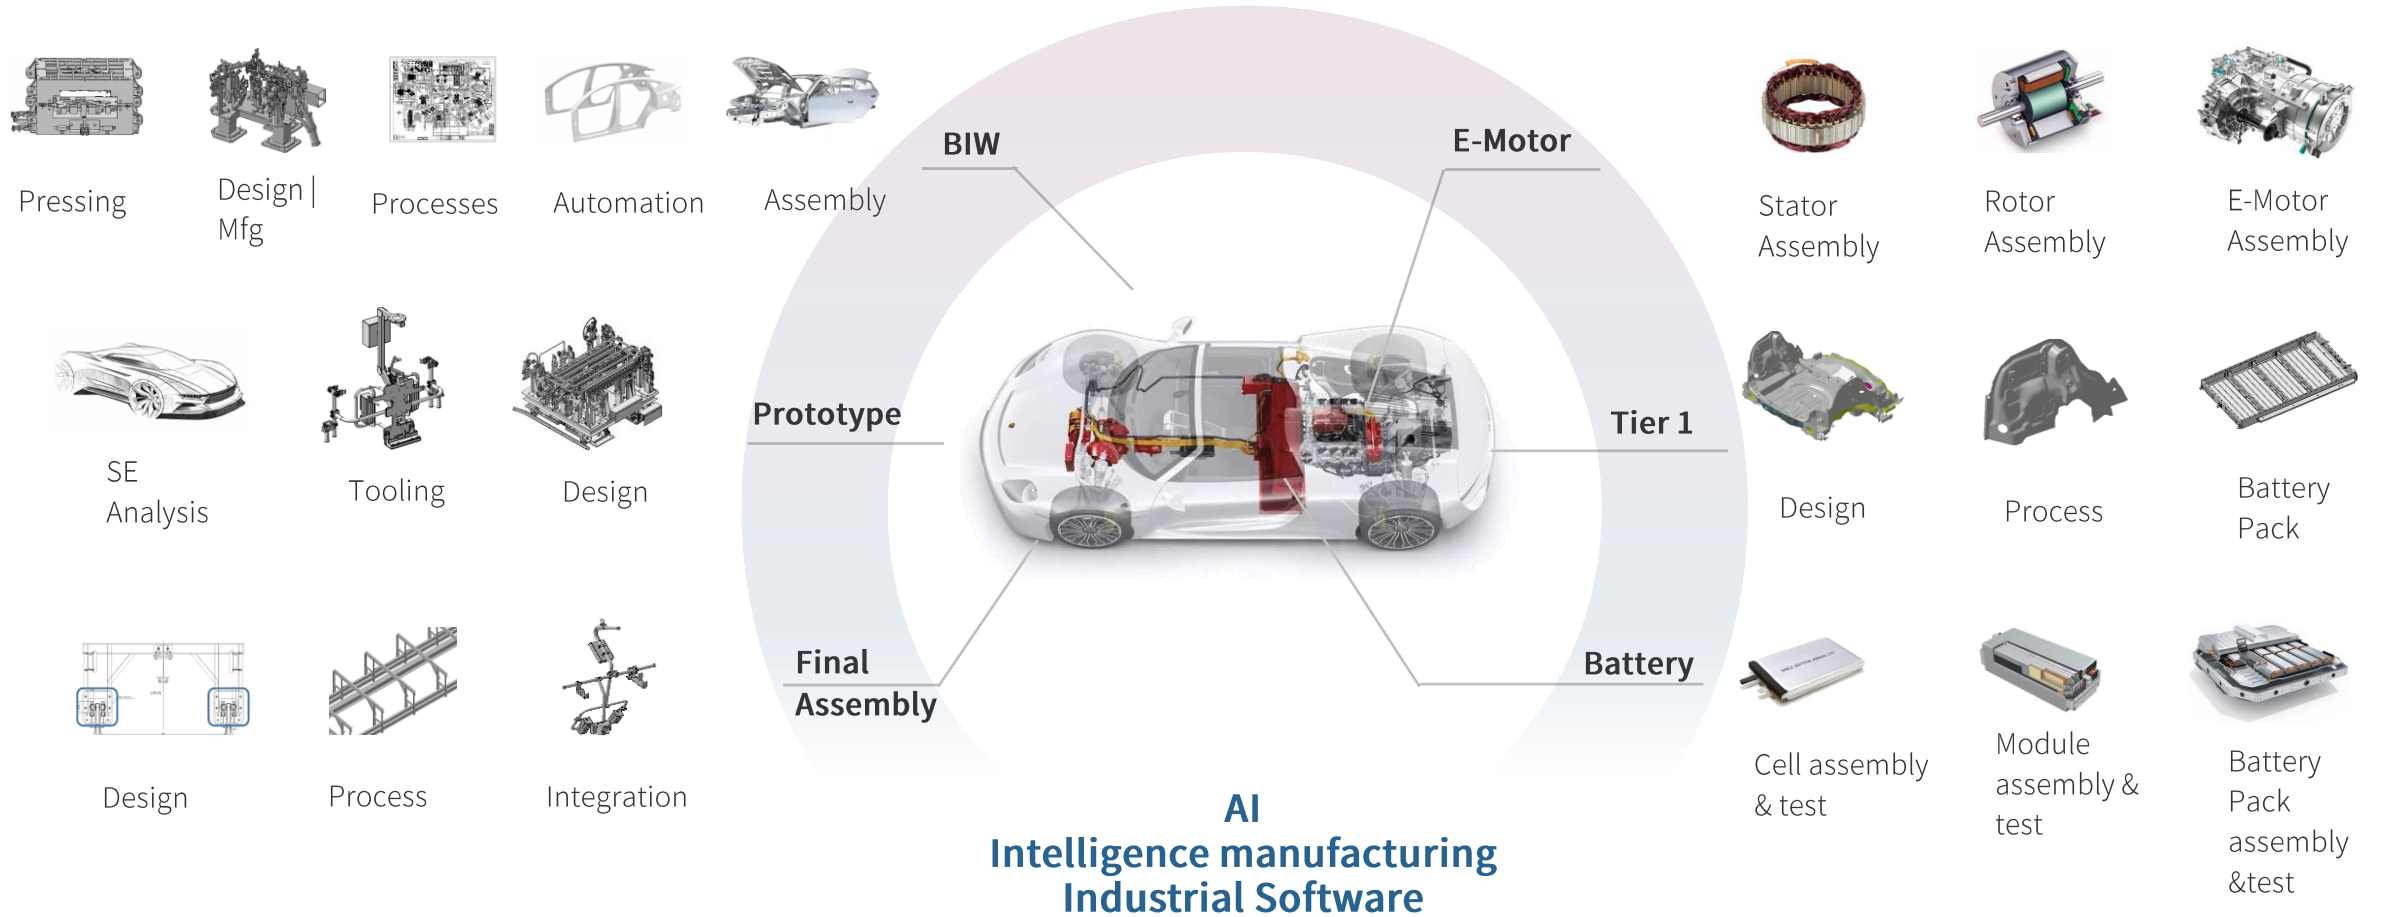 BIW
E-Motor
Pressing
Design |
Mfg
Processes
Automation
Assembly
Stator
Assembly
Rotor
Assembly
E-Motor
Assembly
Prototype
Tier 1
SE
Analysis
Tooling
Design
Design
Process
Battery
Pack
Final
Assembly
Battery
Design
Process
Integration
Cell assembly
& test
Module
assembly &
test
Battery
Pack
assembly
&test
AI
Intelligence manufacturing
Industrial Software